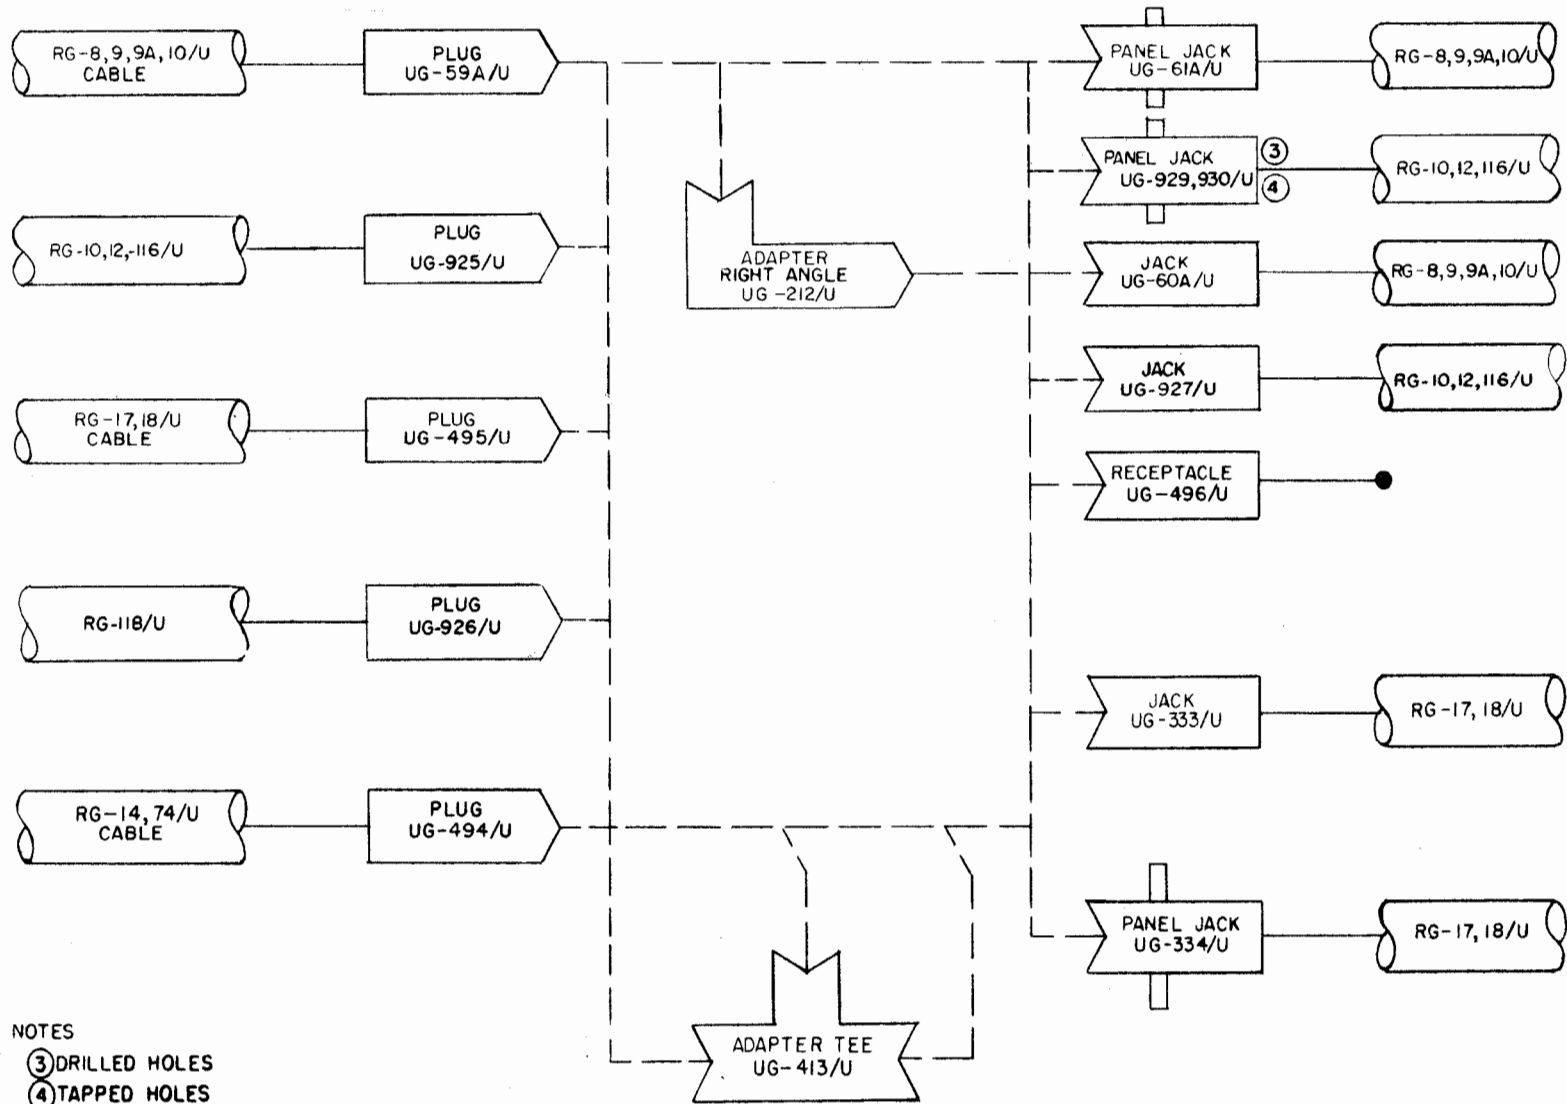 RG-8,9,9A,10/U
CABLE
PLUG
UG-59A/U
PANEL JACK
UG-61A/U
RG-8,9,9A,10/U
PANEL JACK
UG-929,930/U
3
4
RG-10,12,116/U
RG-10,12,-116/U
PLUG
UG-925/U
ADAPTER
RIGHT ANGLE
UG-212/U
JACK
UG-60A/U
RG-8,9,9A,10/U
JACK
UG-927/U
RG-10,12,116/U
RG-17,18/U
CABLE
PLUG
UG-495/U
RECEPTACLE
UG-496/U
RG-118/U
PLUG
UG-926/U
JACK
UG-333/U
RG-17,18/U
RG-14,74/U
CABLE
PLUG
UG-494/U
PANEL JACK
UG-334/U
RG-17,18/U
ADAPTER TEE
UG-413/U
NOTES
3 DRILLED HOLES
4 TAPPED HOLES